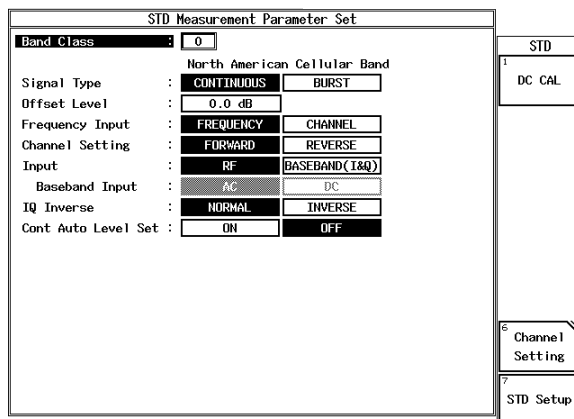 STD Measurement Parameter Set
Band Class : 0
North American Cellular Band
Signal Type : CONTINUOUS BURST
Offset Level : 0.0 dB
Frequency Input : FREQUENCY CHANNEL
Channel Setting : FORWARD REVERSE
Input : RF BASEBAND(I&Q)
Baseband Input : AC DC
IQ Inverse : NORMAL INVERSE
Cont Auto Level Set : ON OFF
STD
1
DC CAL
6
Channel
Setting
7
STD Setup